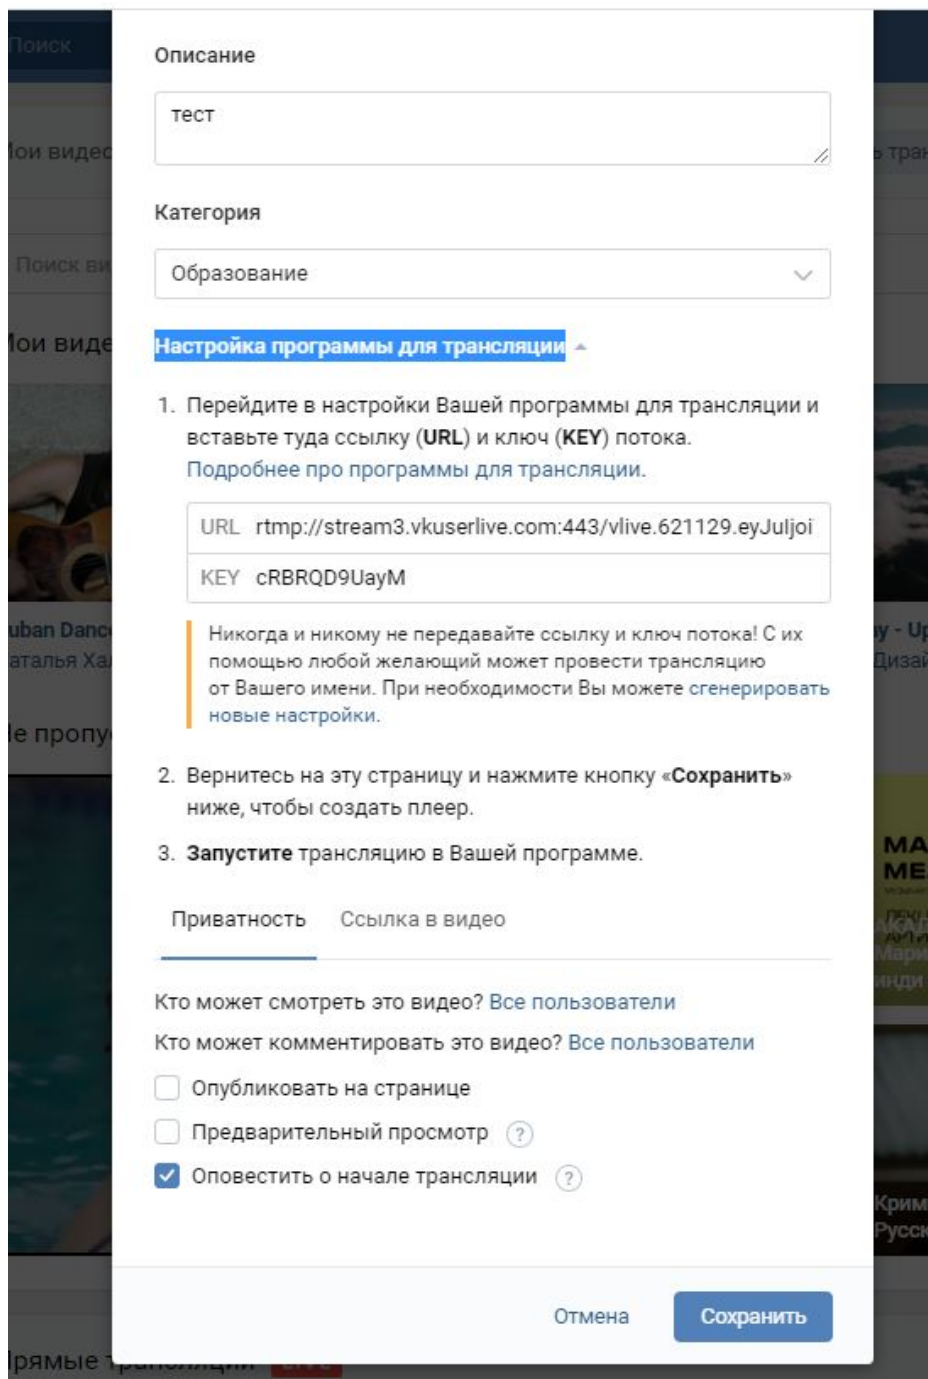 Поиск
Описание
тест
Категория
Поиск
Образование
Настройка программы для трансляции
1. Перейдите в настройки Вашей программы для трансляции и
вставьте туда ссылку (URL) и ключ (KEY) потока.
Подробнее про программы для трансляции.
URL rtmp://stream3.vkuserlive.com:443/vlive.621129.eyJuIjoi
KEY cRBRQD9UayM
Никогда и никому не передавайте ссылку и ключ потока! С их
помощью любой желающий может провести трансляцию
от Вашего имени. При необходимости Вы можете сгенерировать
новые настройки.
2. Вернитесь на эту страницу и нажмите кнопку «Сохранить»
ниже, чтобы создать плеер.
3. Запустите трансляцию в Вашей программе.
Приватность Ссылка в видео
Кто может смотреть это видео? Все пользователи
Кто может комментировать это видео? Все пользователи
Опубликовать на странице
Предварительный просмотр ?
Оповестить о начале трансляции ?
Отмена Сохранить